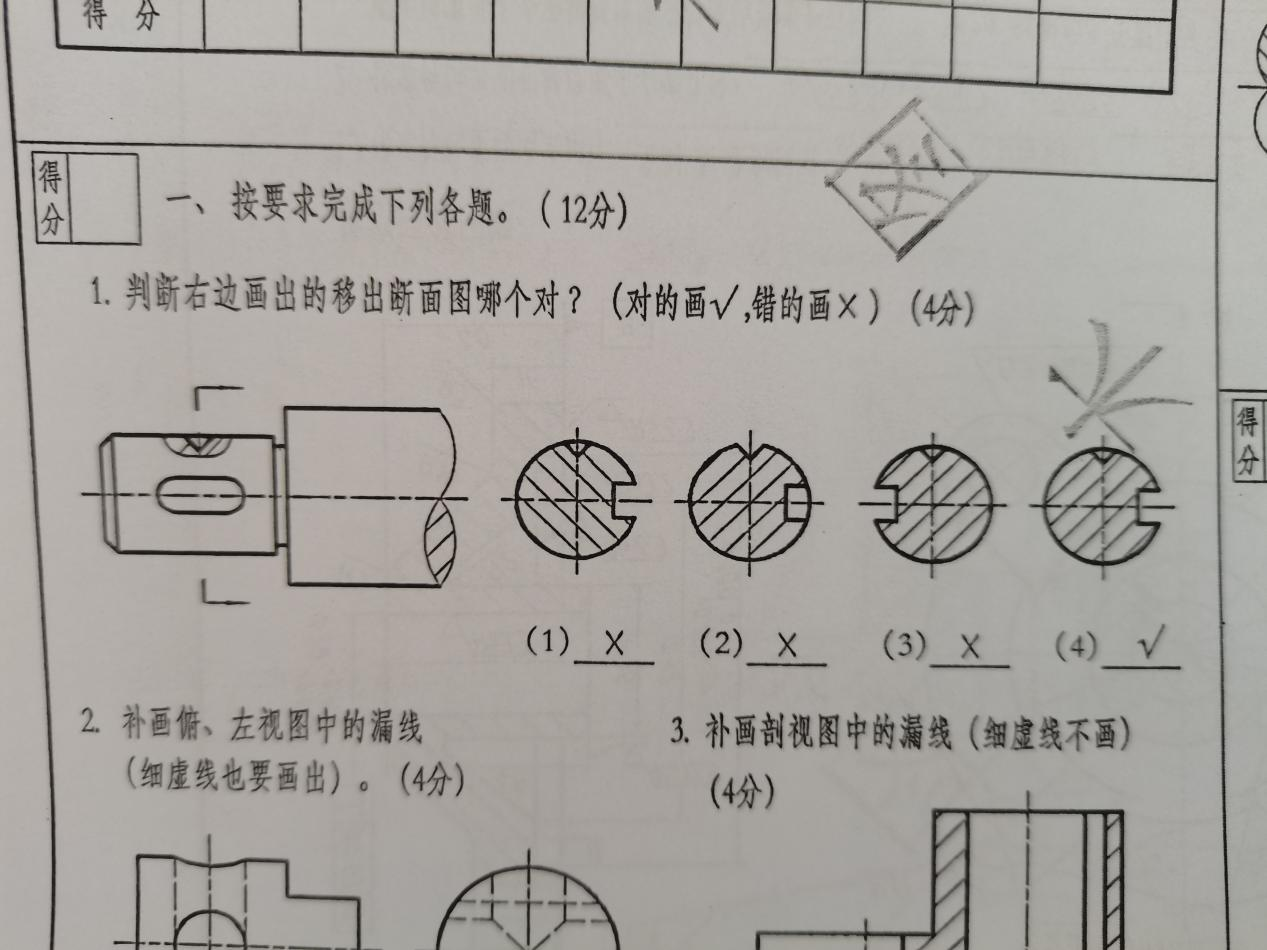 得 分
得分
一、按要求完成下列各题。（12分）
1. 判断右边画出的移出断面图哪个对？（对的画√，错的画×）（4分）
(1) X (2) X (3) X (4) √
2. 补画俯、左视图中的漏线
（细虚线也要画出）。（4分）
3. 补画剖视图中的漏线（细虚线不画）
（4分）
得分